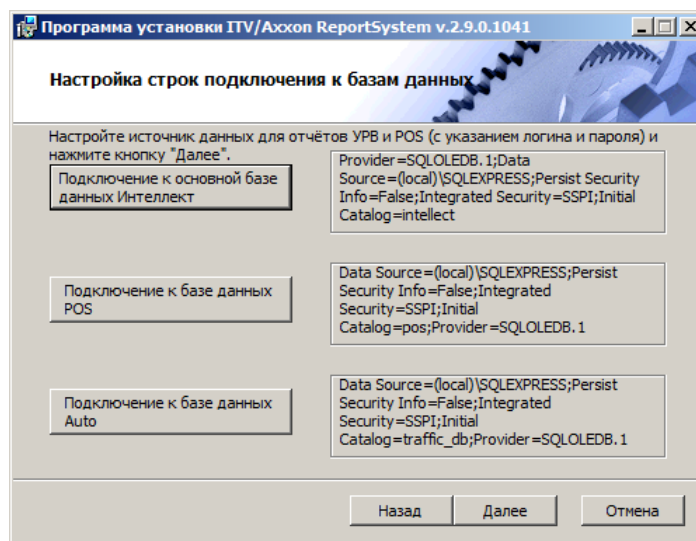 Программа установки ITV/Axxon ReportSystem v.2.9.0.1041
Настройка строк подключения к базам данных
Настройте источник данных для отчётов УРВ и POS (с указанием логина и пароля) и
нажмите кнопку "Далее".
Подключение к основной базе
данных Интеллект
Provider=SQLOLEDB.1;Data
Source=(local)\SQLEXPRESS;Persist Security
Info=False;Integrated Security=SSPI;Initial
Catalog=intellect
Подключение к базе данных
POS
Data Source=(local)\SQLEXPRESS;Persist
Security Info=False;Integrated
Security=SSPI;Initial
Catalog=pos;Provider=SQLOLEDB.1
Подключение к базе данных
Auto
Data Source=(local)\SQLEXPRESS;Persist
Security Info=False;Integrated
Security=SSPI;Initial
Catalog=traffic_db;Provider=SQLOLEDB.1
Назад
Далее
Отмена